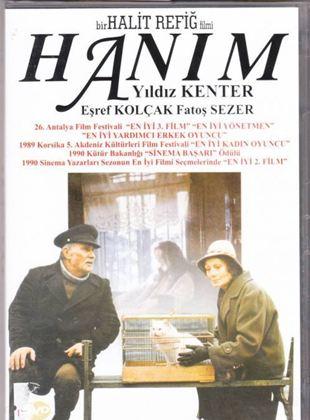 bir HALİT REFİĞ filmi
HANIM
Yıldız KENTER
Eşref KOLÇAK Fatoş SEZER
26. Antalya Film Festivali "EN İYİ 3. FİLM" "EN İYİ YÖNETMEN"
"EN İYİ YARDIMCI ERKEK OYUNCU"
1989 Korsika 5. Akdeniz Kültürleri Film Festivali "EN İYİ KADIN OYUNCU"
1990 Kütür Bakanlığı "SİNEMA BAŞARI" Ödülü
1990 Sinema Yazarları Sezonun En İyi Filmi Seçmelerinde "EN İYİ 2. FİLM"